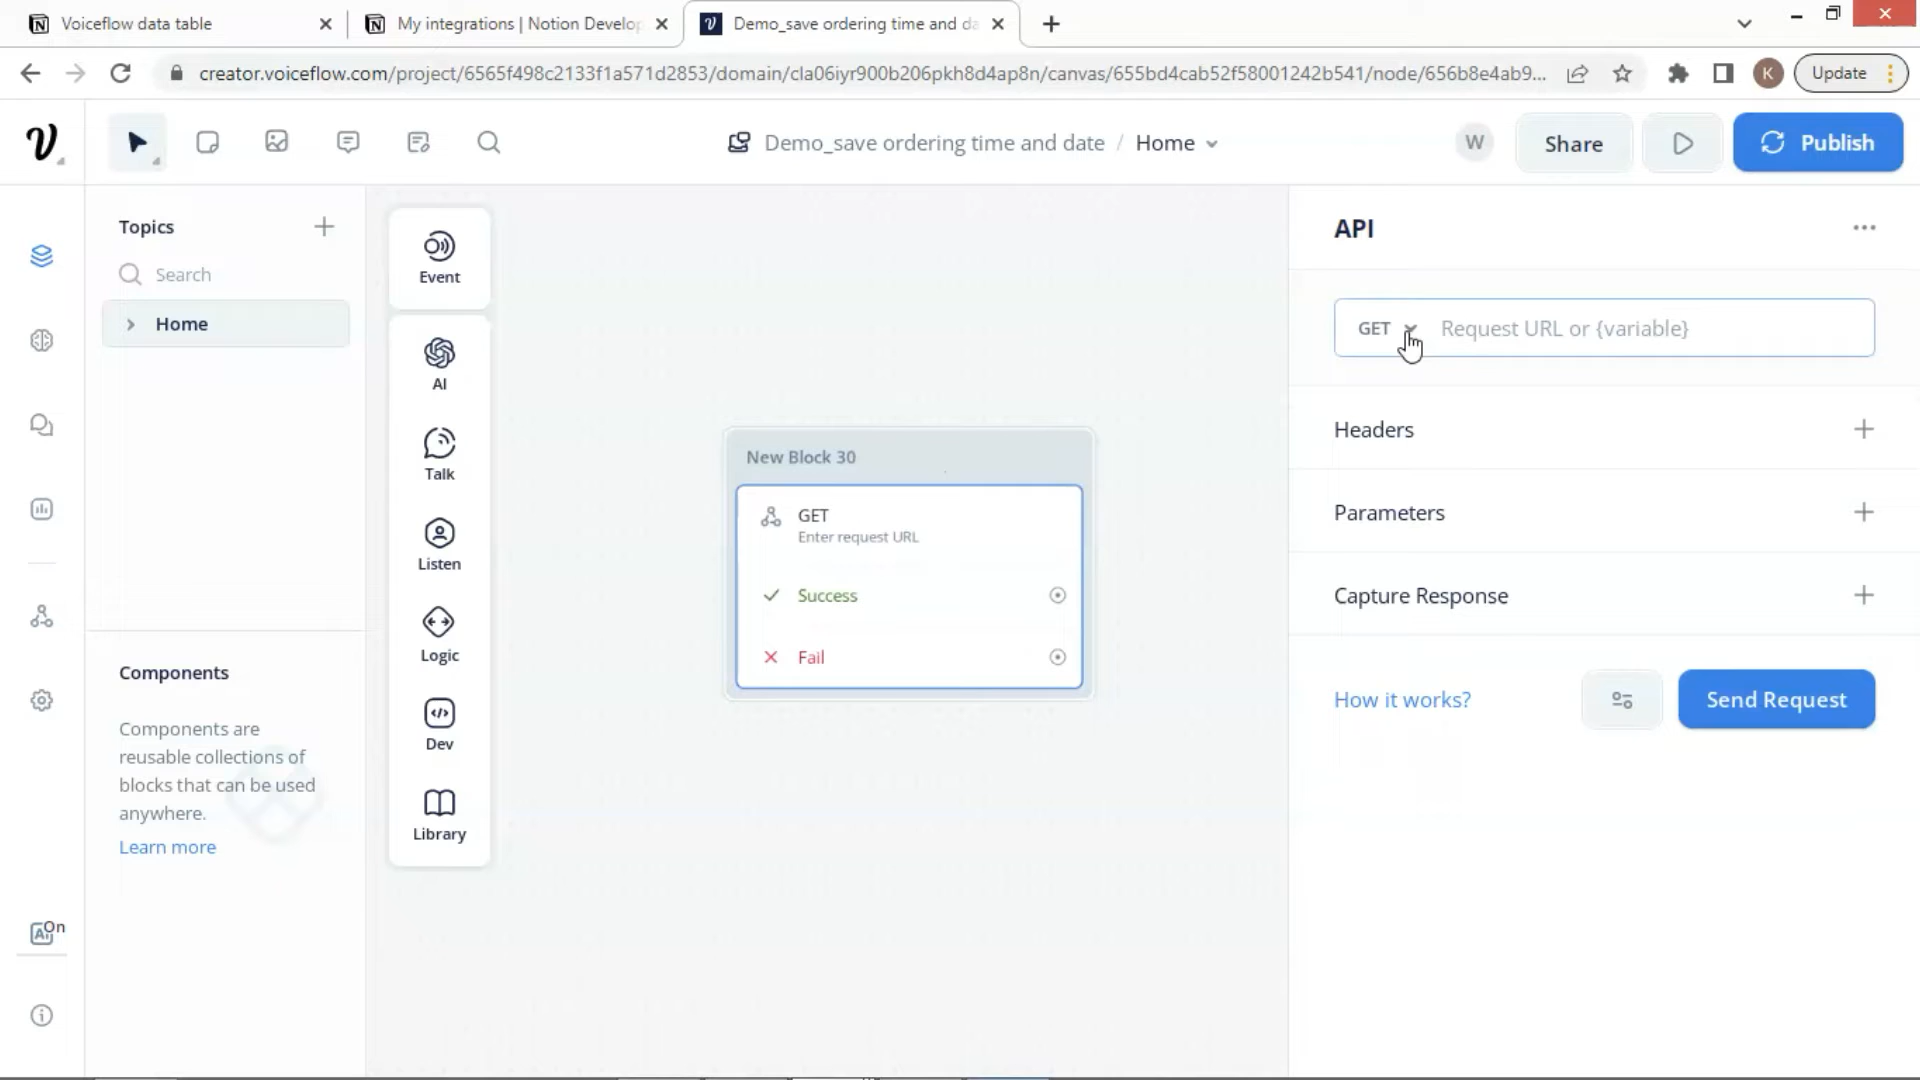 Voiceflow data table
My integrations | Notion Develop
Demo_save ordering time and da
creator.voiceflow.com/project/6565f498c2133f1a571d2853/domain/cla06iyr900b206pkh8d4ap8n/canvas/655bd4cab52f58001242b541/node/656b8e4ab9...
K
Update
Demo_save ordering time and date / Home
W
Share
Publish
Topics
Search
Home
Components
Components are
reusable collections of
blocks that can be used
anywhere.
Learn more
On
Event
AI
Talk
Listen
Logic
Dev
Library
New Block 30
GET
Enter request URL
Success
Fail
API
GET
Request URL or {variable}
Headers
Parameters
Capture Response
How it works?
Send Request